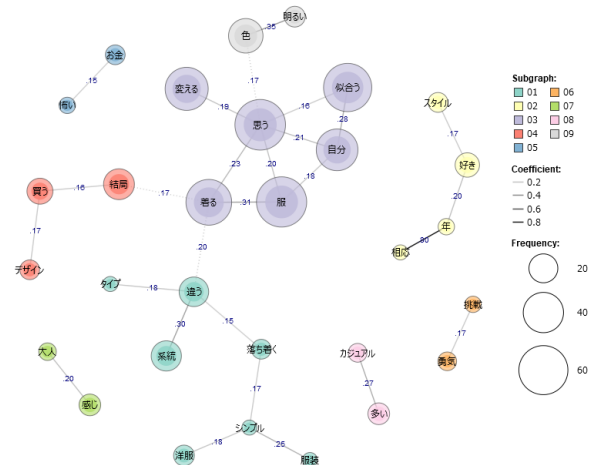 明るい
.35
色
お金
.15
怖い
.17
変える
似合う
.19
.16
思う
.28
.21
自分
スタイル
.17
好き
.20
年
.80
相応
結局
.16
買う
.17
.17
デザイン
.23
.20
.18
着る
.31
服
.20
タイプ
.18
違う
.30
.15
系統
落ち着く
.17
シンプル
.18
.26
洋服
服装
大人
.20
感じ
カジュアル
.27
多い
挑戦
.17
勇気
Subgraph:
01 06
02 07
03 08
04 09
05
Coefficient:
0.2
0.4
0.6
0.8
Frequency:
20
40
60